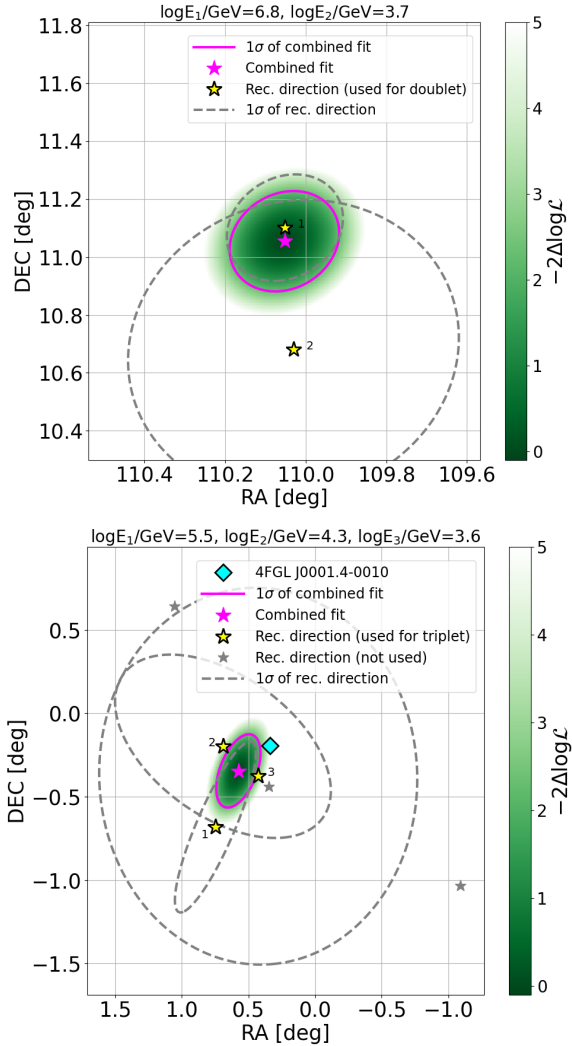 logE₁/GeV=6.8, logE₂/GeV=3.7
11.8
11.6
11.4
11.2
11.0
10.8
10.6
10.4
DEC [deg]
1σ of combined fit
Combined fit
Rec. direction (used for doublet)
1σ of rec. direction
1
2
110.4
110.2
110.0
109.8
109.6
RA [deg]
5
4
3
2
1
0
−2Δlogℒ
logE₁/GeV=5.5, logE₂/GeV=4.3, logE₃/GeV=3.6
0.5
0.0
−0.5
−1.0
−1.5
DEC [deg]
4FGL J0001.4-0010
1σ of combined fit
Combined fit
Rec. direction (used for triplet)
Rec. direction (not used)
1σ of rec. direction
2
3
1
1.5
1.0
0.5
0.0
−0.5
−1.0
RA [deg]
5
4
3
2
1
0
−2Δlogℒ